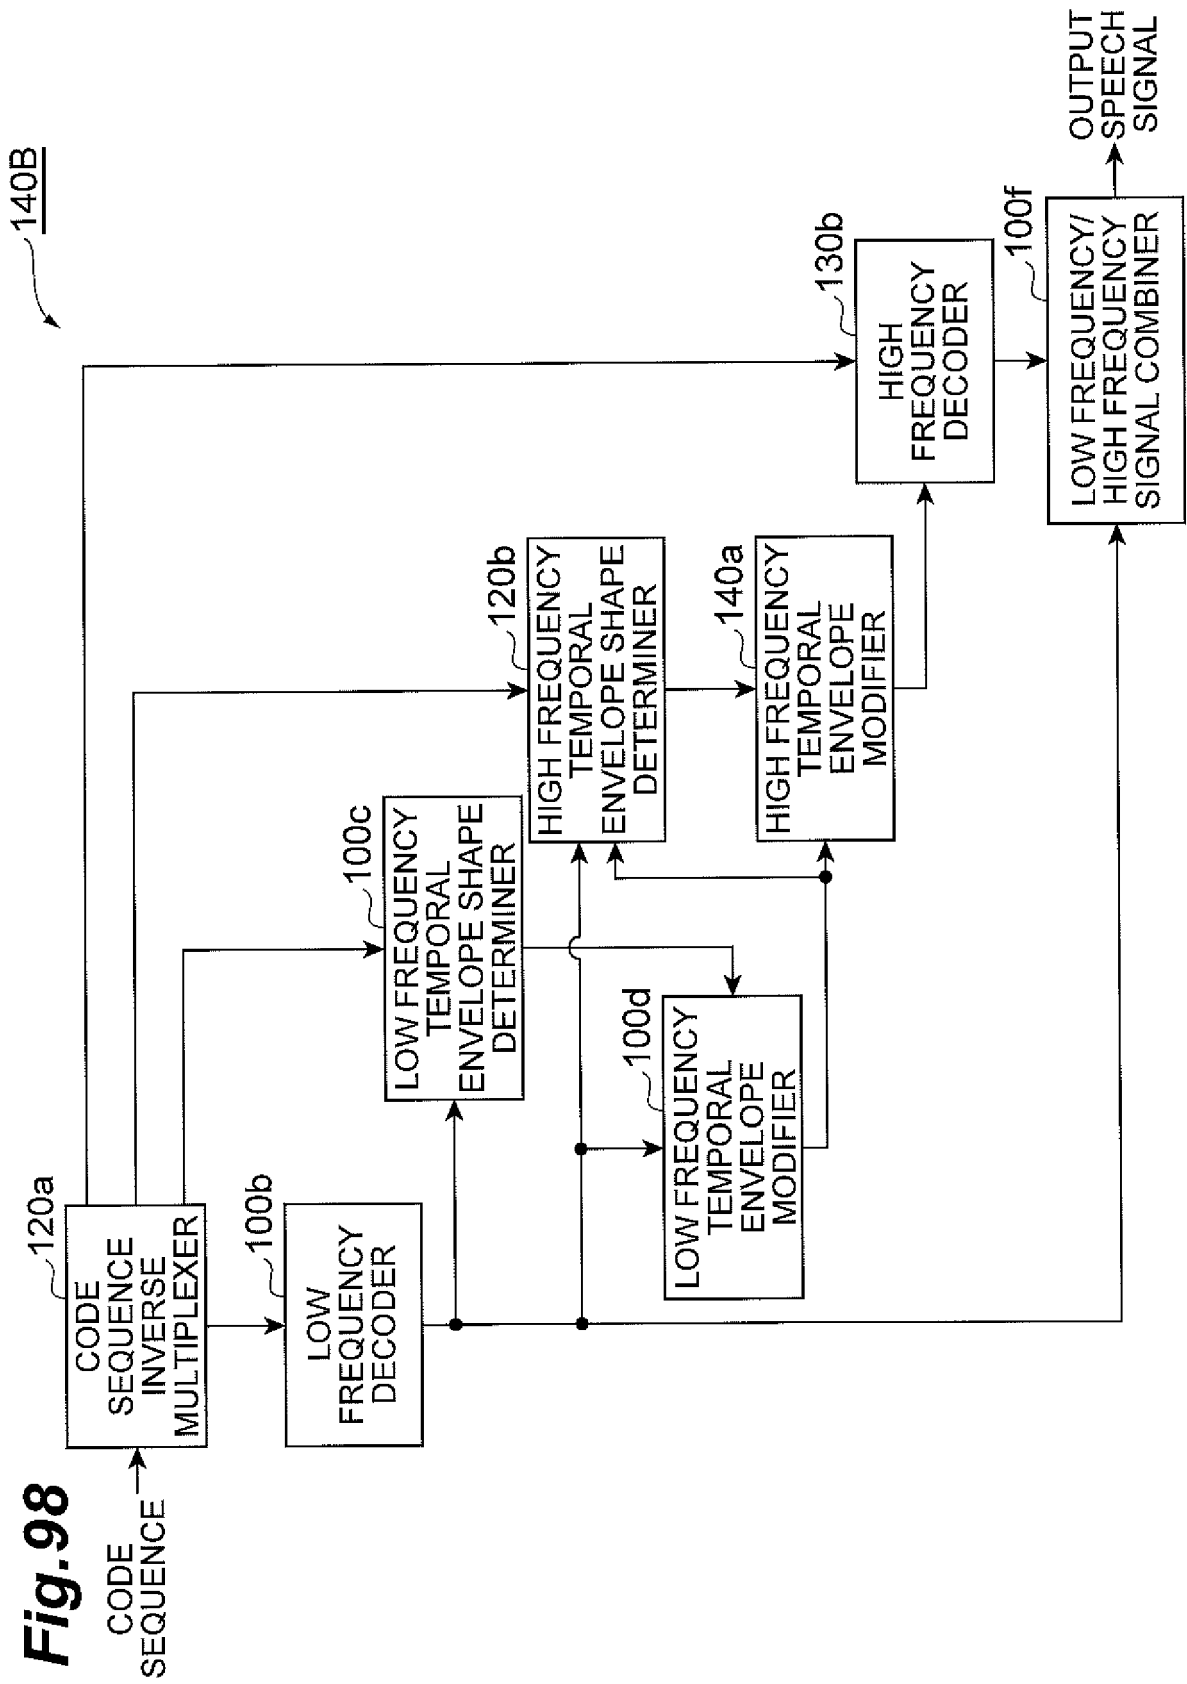 Fig.98
140B
CODE
SEQUENCE
120a
CODE
SEQUENCE
INVERSE
MULTIPLEXER
100b
LOW
FREQUENCY
DECODER
100c
LOW FREQUENCY
TEMPORAL
ENVELOPE SHAPE
DETERMINER
120b
HIGH FREQUENCY
TEMPORAL
ENVELOPE SHAPE
DETERMINER
100d
LOW FREQUENCY
TEMPORAL
ENVELOPE
MODIFIER
140a
HIGH FREQUENCY
TEMPORAL
ENVELOPE
MODIFIER
130b
HIGH
FREQUENCY
DECODER
100f
LOW FREQUENCY/
HIGH FREQUENCY
SIGNAL COMBINER
OUTPUT
SPEECH
SIGNAL